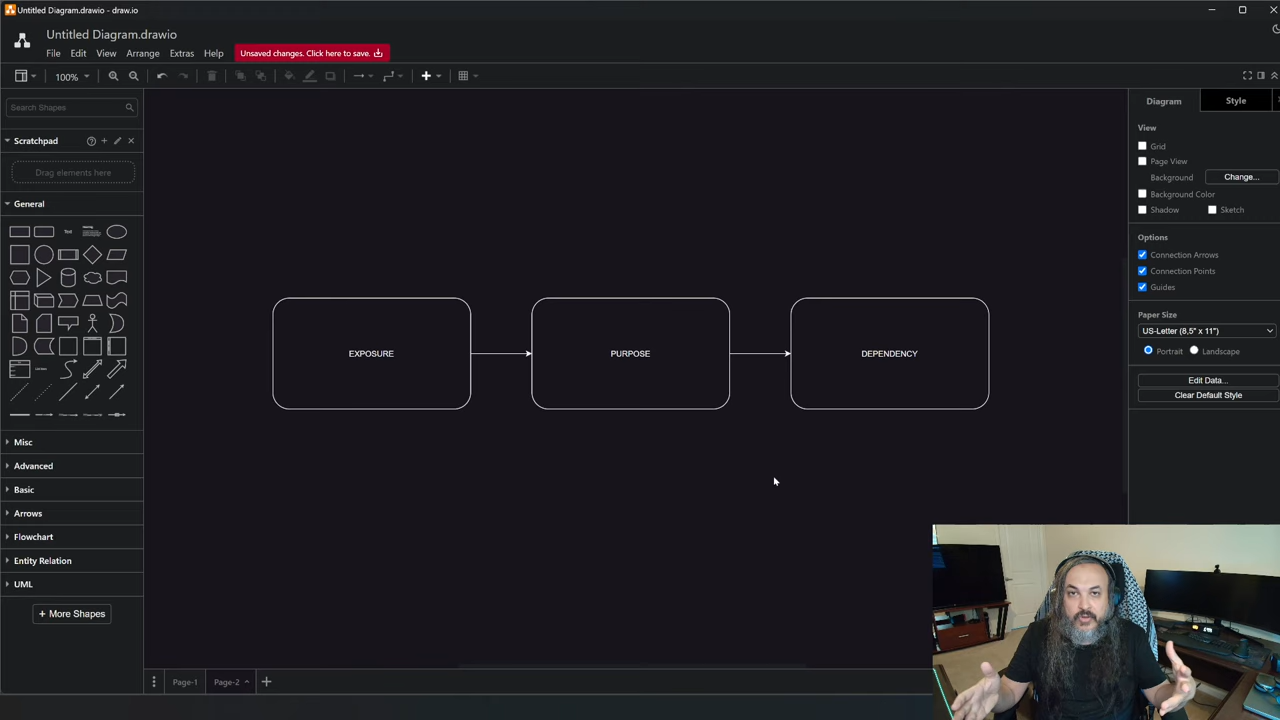 Untitled Diagram.drawio - draw.io
Untitled Diagram.drawio
File Edit View Arrange Extras Help
Unsaved changes. Click here to save.
100%
Search Shapes
Scratchpad
Drag elements here
General
Text
Misc
Advanced
Basic
Arrows
Flowchart
Entity Relation
UML
+ More Shapes
EXPOSURE
PURPOSE
DEPENDENCY
Page-1
Page-2
Diagram
Style
View
Grid
Page View
Background
Change...
Background Color
Shadow
Sketch
Options
Connection Arrows
Connection Points
Guides
Paper Size
US-Letter (8,5" x 11")
Portrait
Landscape
Edit Data...
Clear Default Style